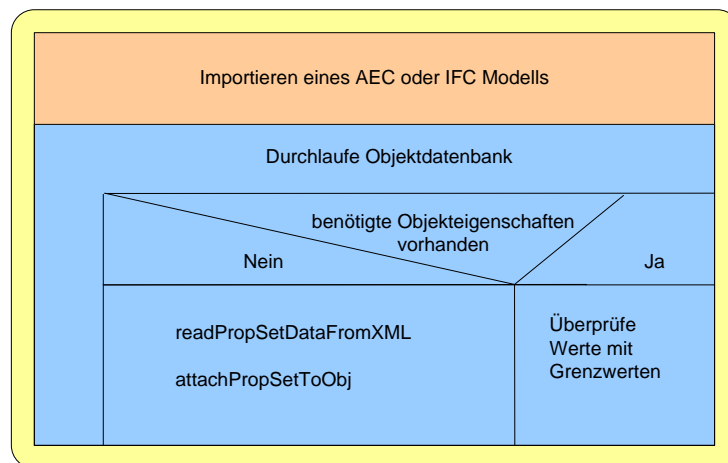 Importieren eines AEC oder IFC Modells
Durchlaufe Objektdatenbank
benötigte Objekteigenschaften
vorhanden
Nein
Ja
readPropSetDataFromXML
attachPropSetToObj
Überprüfe
Werte mit
Grenzwerten